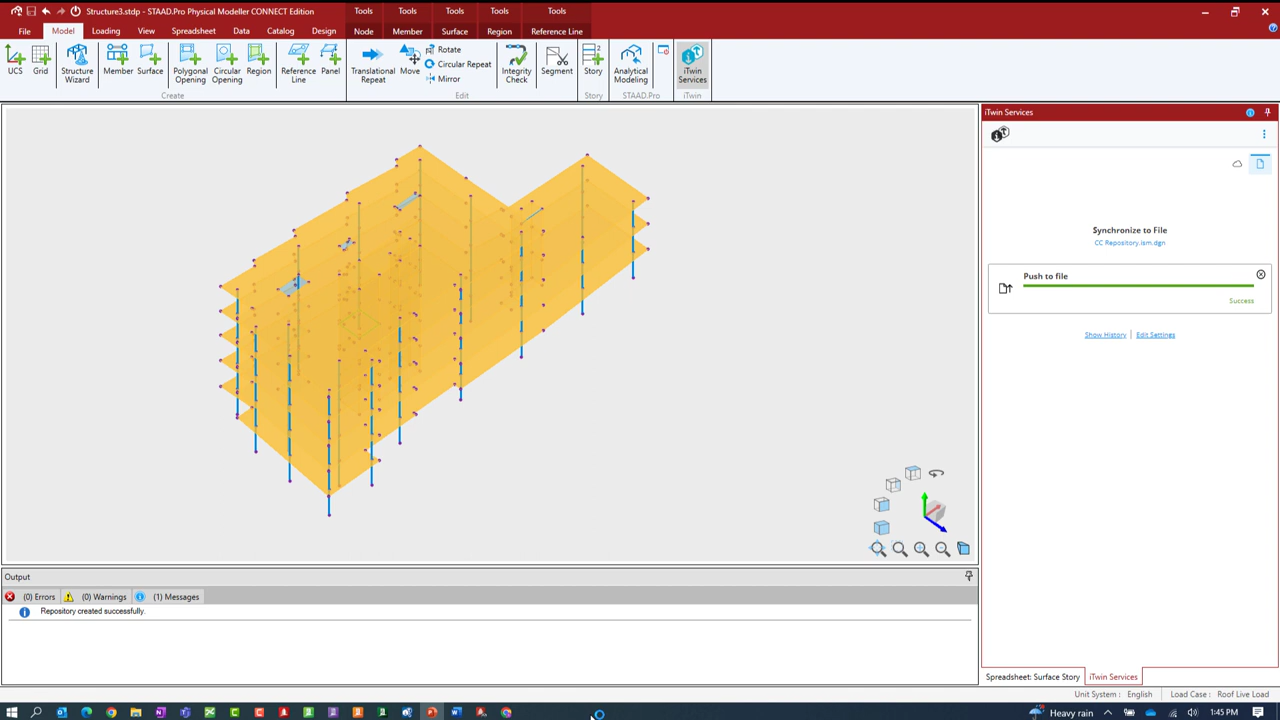 Structure3.stdp - STAAD.Pro Physical Modeller CONNECT Edition
Tools Tools Tools Tools Tools
File Model Loading View Spreadsheet Data Catalog Design Node Member Surface Region Reference Line
UCS
Grid
Structure Wizard
Member
Surface
Polygonal Opening
Circular Opening
Region
Reference Line
Panel
Create
Translational Repeat
Move
Rotate
Circular Repeat
Mirror
Integrity Check
Segment
Edit
Story
Story
Analytical Modeling
STAAD.Pro
iTwin Services
iTwin
iTwin Services
Synchronize to File
CC Repository.ism.dgn
Push to file
Success
Show History | Edit Settings
Output
(0) Errors (0) Warnings (1) Messages
Repository created successfully.
Spreadsheet: Surface Story iTwin Services
Unit System : English Load Case : Roof Live Load
Heavy rain 1:45 PM